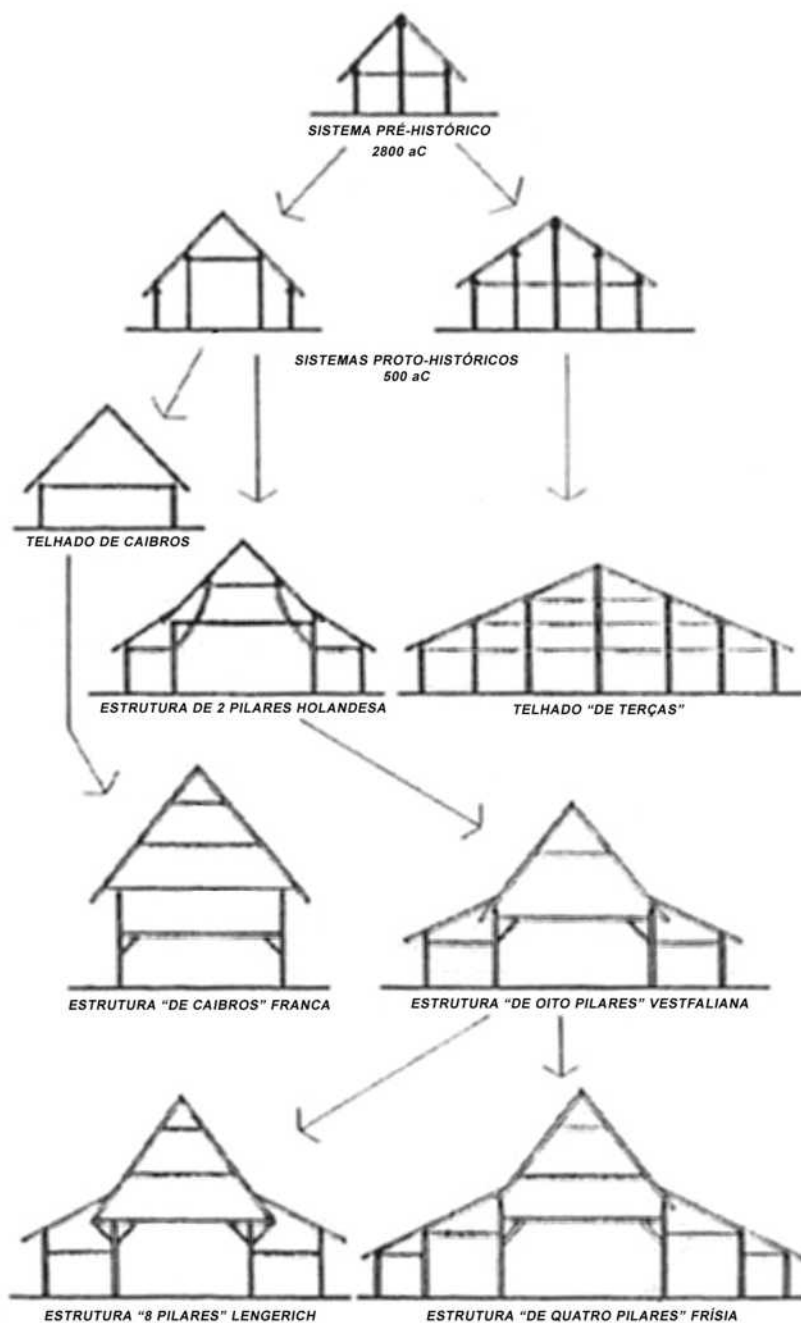 SISTEMA PRÉ-HISTÓRICO
2800 aC
SISTEMAS PROTO-HISTÓRICOS
500 aC
TELHADO DE CAIBROS
ESTRUTURA DE 2 PILARES HOLANDESA
TELHADO “DE TERÇAS”
ESTRUTURA “DE CAIBROS” FRANCA
ESTRUTURA “DE OITO PILARES” VESTFALIANA
ESTRUTURA “8 PILARES” LENGERICH
ESTRUTURA “DE QUATRO PILARES” FRÍSIA